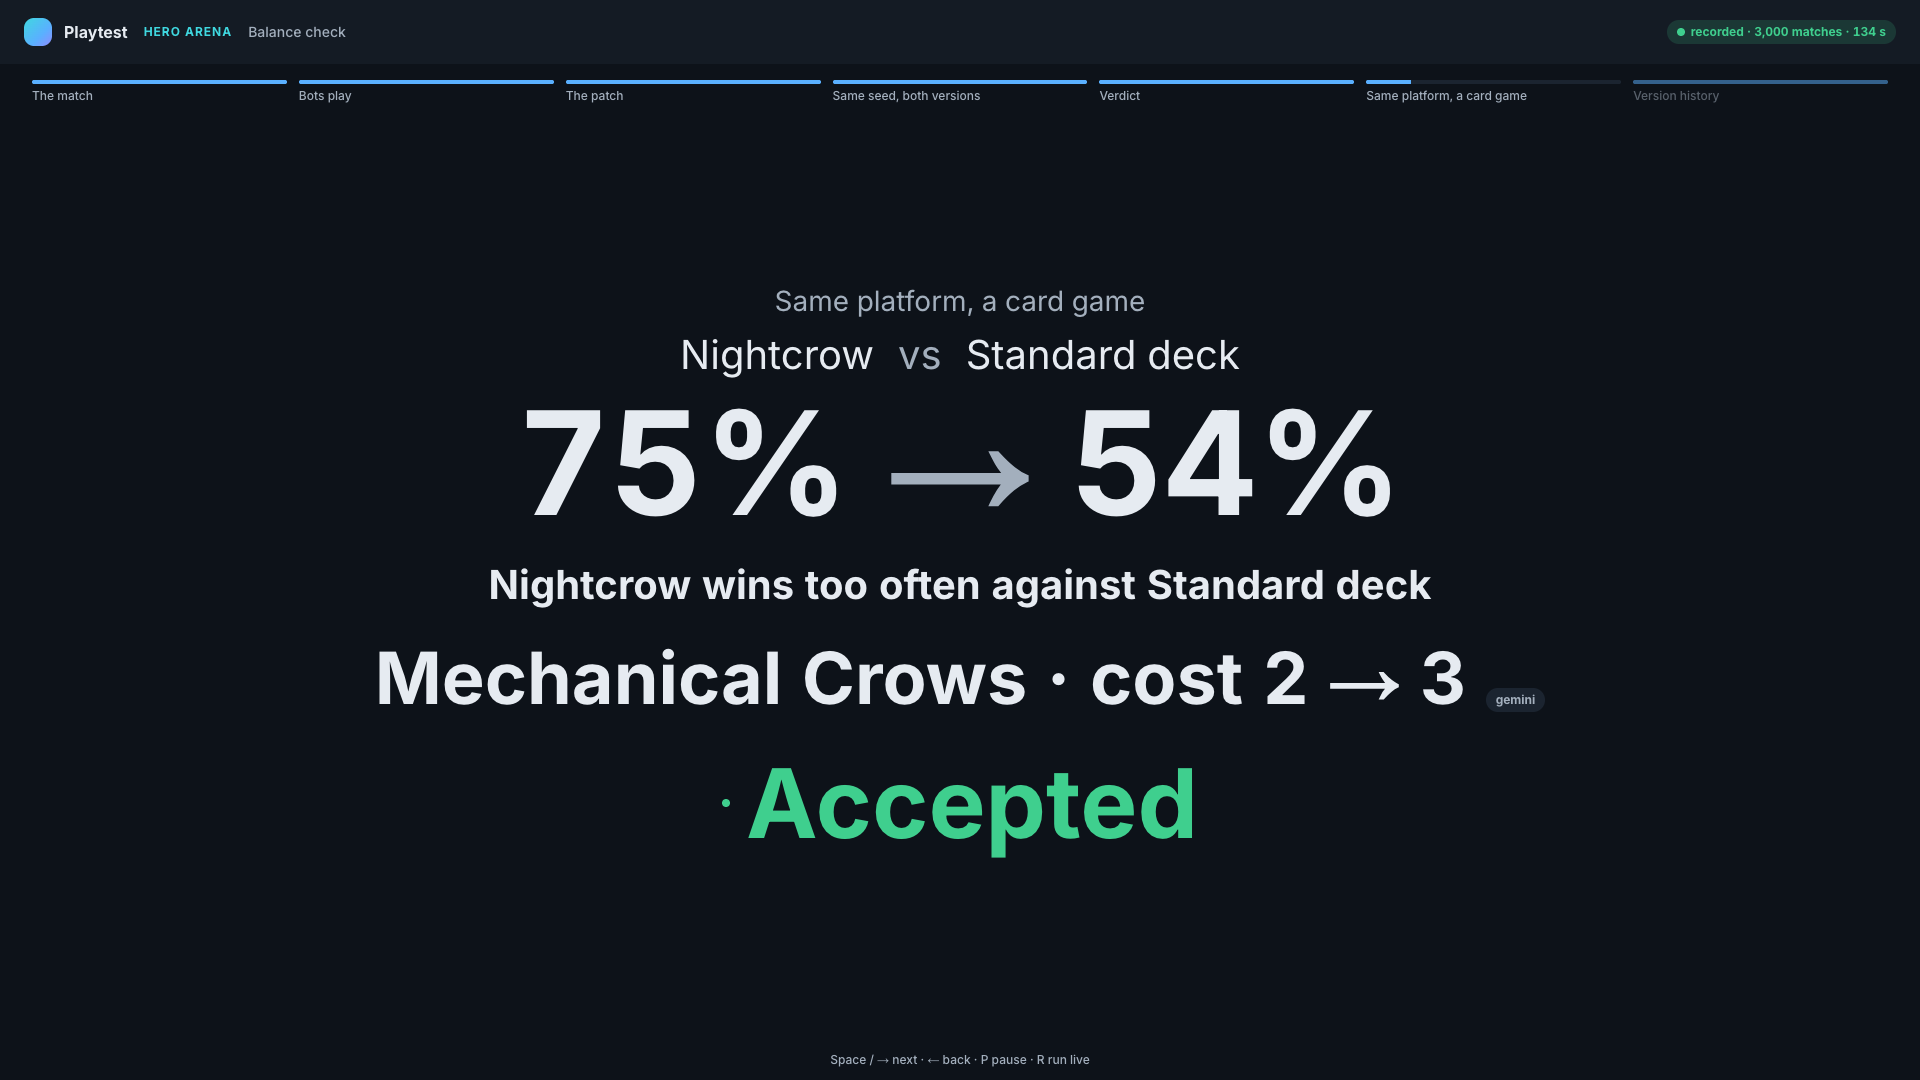 Playtest HERO ARENA Balance check
recorded · 3,000 matches · 134 s
The match
Bots play
The patch
Same seed, both versions
Verdict
Same platform, a card game
Version history
Same platform, a card game
Nightcrow vs Standard deck
75% → 54%
Nightcrow wins too often against Standard deck
Mechanical Crows · cost 2 → 3 gemini
· Accepted
Space / → next · ← back · P pause · R run live